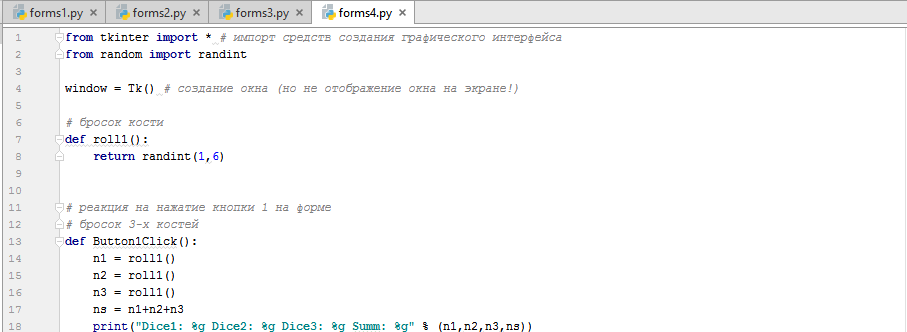 forms1.py × forms2.py × forms3.py × forms4.py ×
1 from tkinter import * # импорт средств создания графического интерфейса
2 from random import randint
3
4 window = Tk() # создание окна (но не отображение окна на экране!)
5
6 # бросок кости
7 def roll1():
8     return randint(1,6)
9
10
11 # реакция на нажатие кнопки 1 на форме
12 # бросок 3-х костей
13 def Button1Click():
14     n1 = roll1()
15     n2 = roll1()
16     n3 = roll1()
17     ns = n1+n2+n3
18     print("Dice1: %g Dice2: %g Dice3: %g Summ: %g" % (n1,n2,n3,ns))